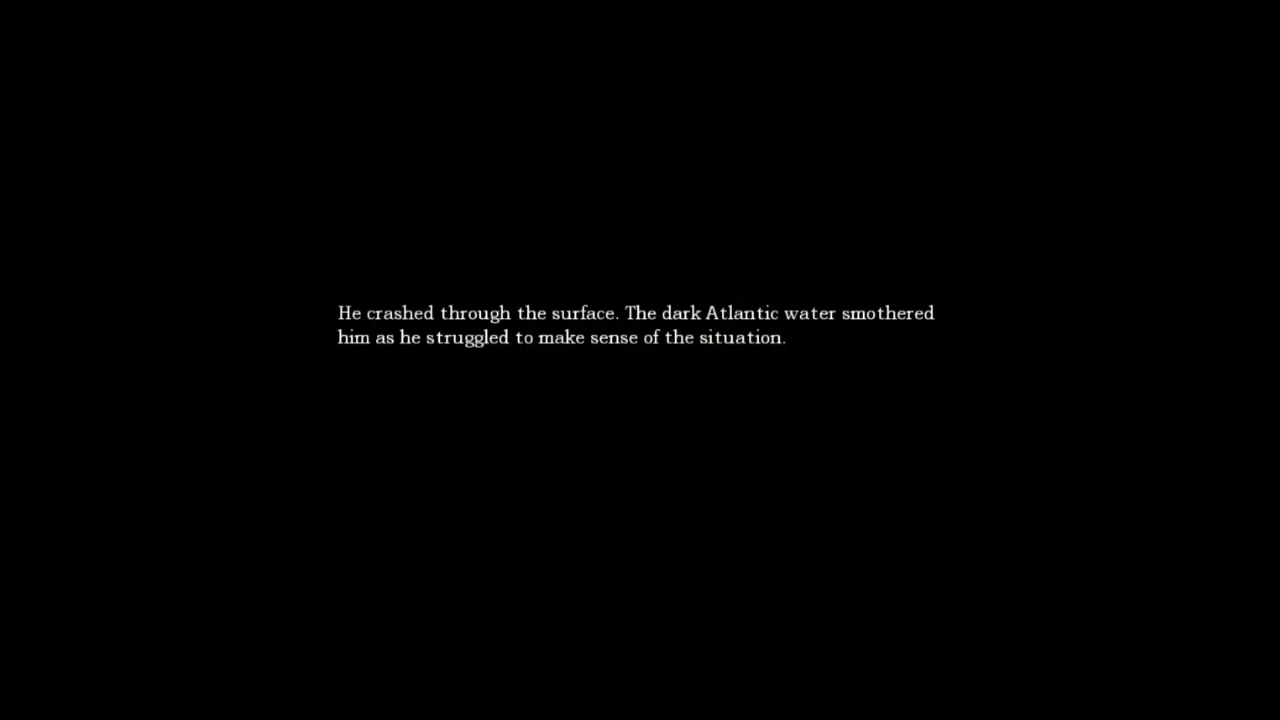 He crashed through the surface. The dark Atlantic water smothered
him as he struggled to make sense of the situation.